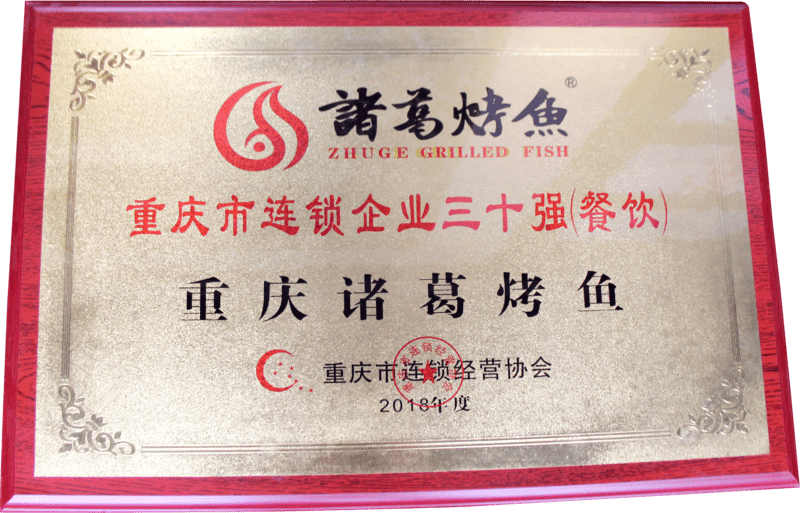 諸葛烤魚®
ZHUGE GRILLED FISH
重庆市连锁企业三十强(餐饮)
重庆诸葛烤鱼
重庆市连锁经营协会
2018年度